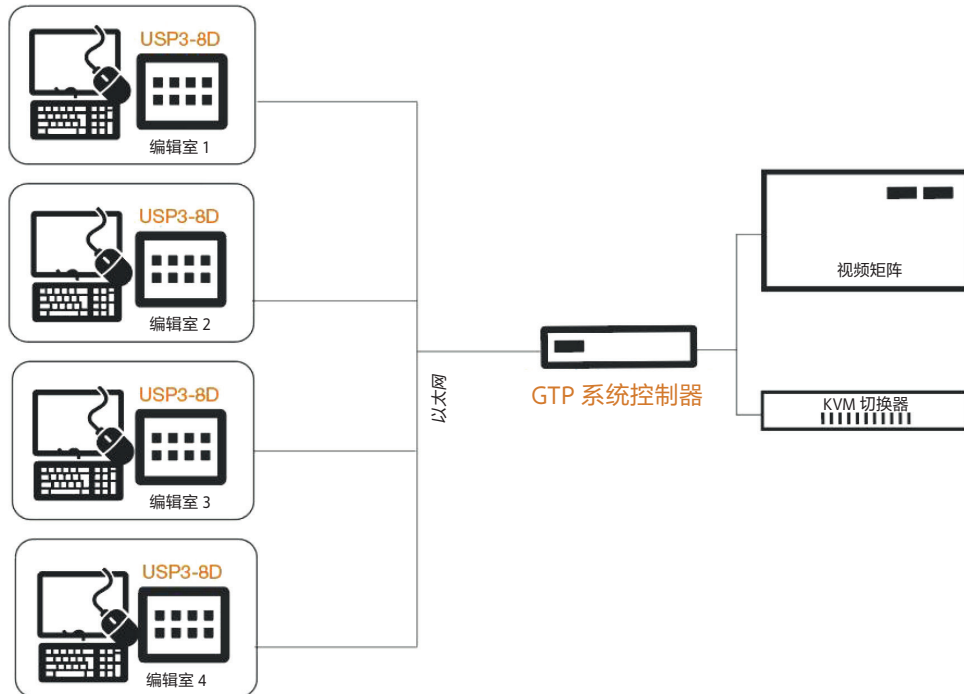 USP3-8D
编辑室 1
USP3-8D
编辑室 2
USP3-8D
编辑室 3
USP3-8D
编辑室 4
以太网
GTP 系统控制器
视频矩阵
KVM 切换器